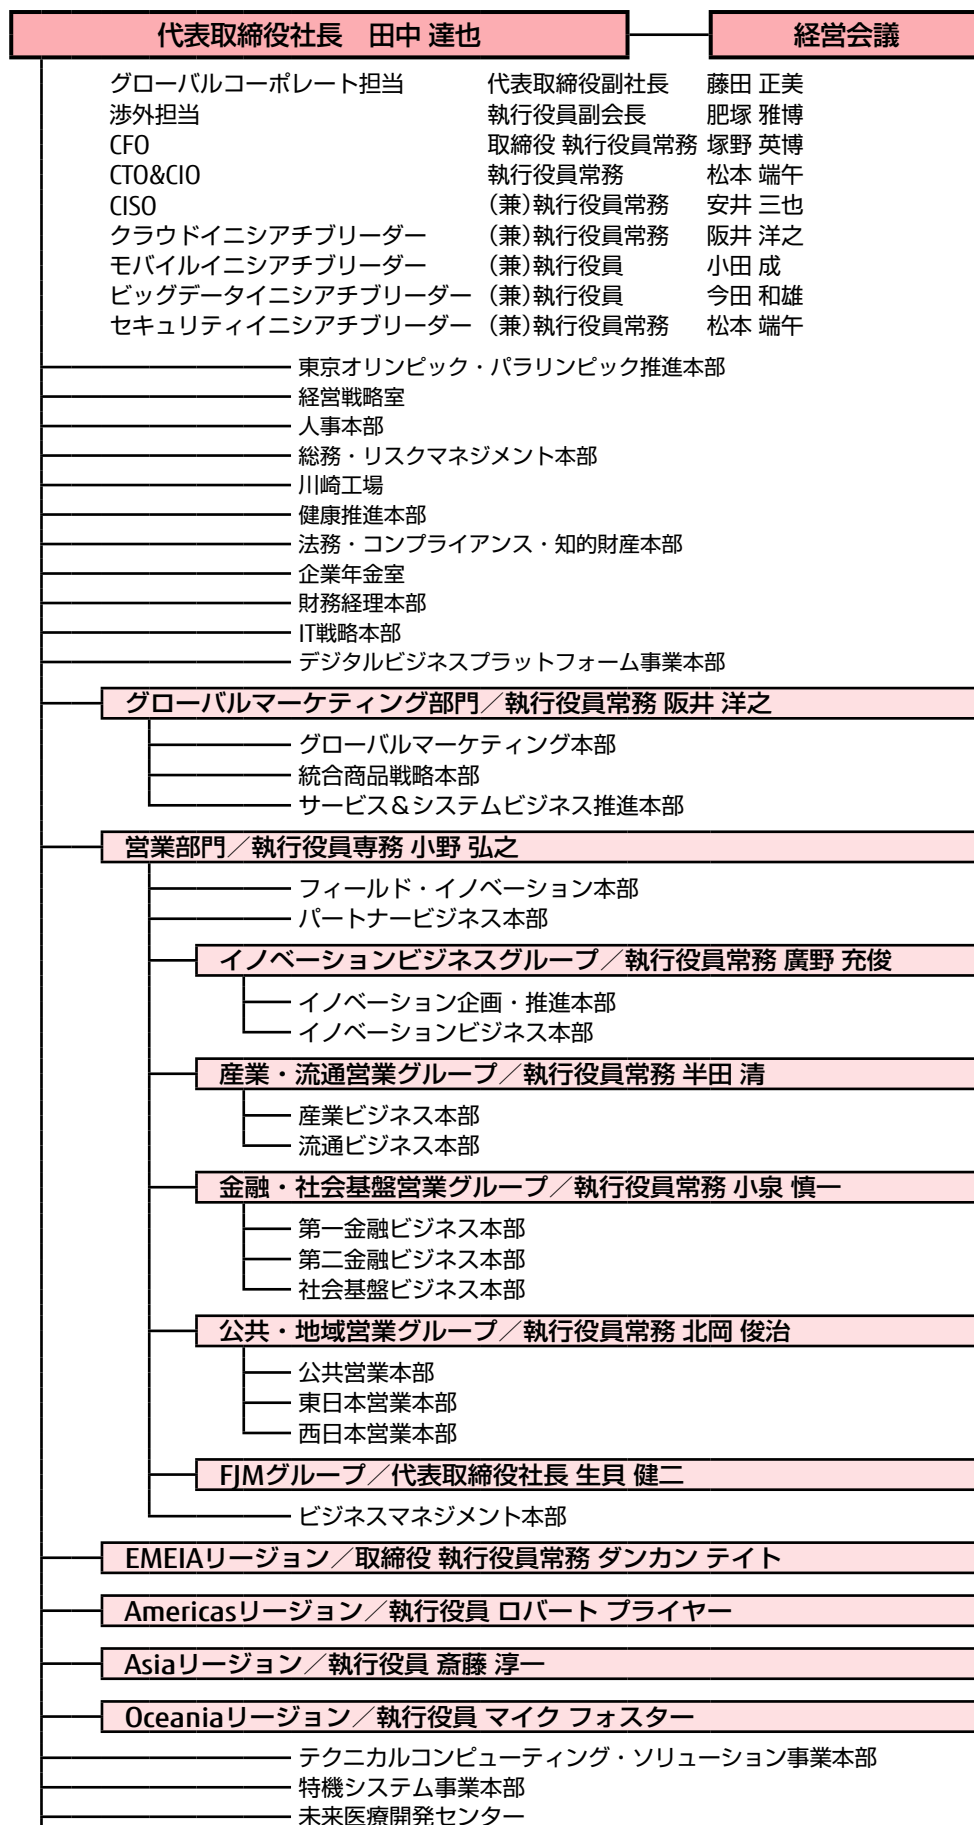 代表取締役社長　田中 達也　経営会議
グローバルコーポレート担当 代表取締役副社長 藤田 正美
渉外担当 執行役員副会長 肥塚 雅博
CFO 取締役 執行役員常務 塚野 英博
CTO&CIO 執行役員常務 松本 端午
CISO (兼)執行役員常務 安井 三也
クラウドイニシアチブリーダー (兼)執行役員常務 阪井 洋之
モバイルイニシアチブリーダー (兼)執行役員 小田 成
ビッグデータイニシアチブリーダー (兼)執行役員 今田 和雄
セキュリティイニシアチブリーダー (兼)執行役員常務 松本 端午
東京オリンピック・パラリンピック推進本部
経営戦略室
人事本部
総務・リスクマネジメント本部
川崎工場
健康推進本部
法務・コンプライアンス・知的財産本部
企業年金室
財務経理本部
IT戦略本部
デジタルビジネスプラットフォーム事業本部
グローバルマーケティング部門／執行役員常務 阪井 洋之
グローバルマーケティング本部
統合商品戦略本部
サービス＆システムビジネス推進本部
営業部門／執行役員専務 小野 弘之
フィールド・イノベーション本部
パートナービジネス本部
イノベーションビジネスグループ／執行役員常務 廣野 充俊
イノベーション企画・推進本部
イノベーションビジネス本部
産業・流通営業グループ／執行役員常務 半田 清
産業ビジネス本部
流通ビジネス本部
金融・社会基盤営業グループ／執行役員常務 小泉 慎一
第一金融ビジネス本部
第二金融ビジネス本部
社会基盤ビジネス本部
公共・地域営業グループ／執行役員常務 北岡 俊治
公共営業本部
東日本営業本部
西日本営業本部
FJMグループ／代表取締役社長 生貝 健二
ビジネスマネジメント本部
EMEIAリージョン／取締役 執行役員常務 ダンカン テイト
Americasリージョン／執行役員 ロバート プライヤー
Asiaリージョン／執行役員 斎藤 淳一
Oceaniaリージョン／執行役員 マイク フォスター
テクニカルコンピューティング・ソリューション事業本部
特機システム事業本部
未来医療開発センター